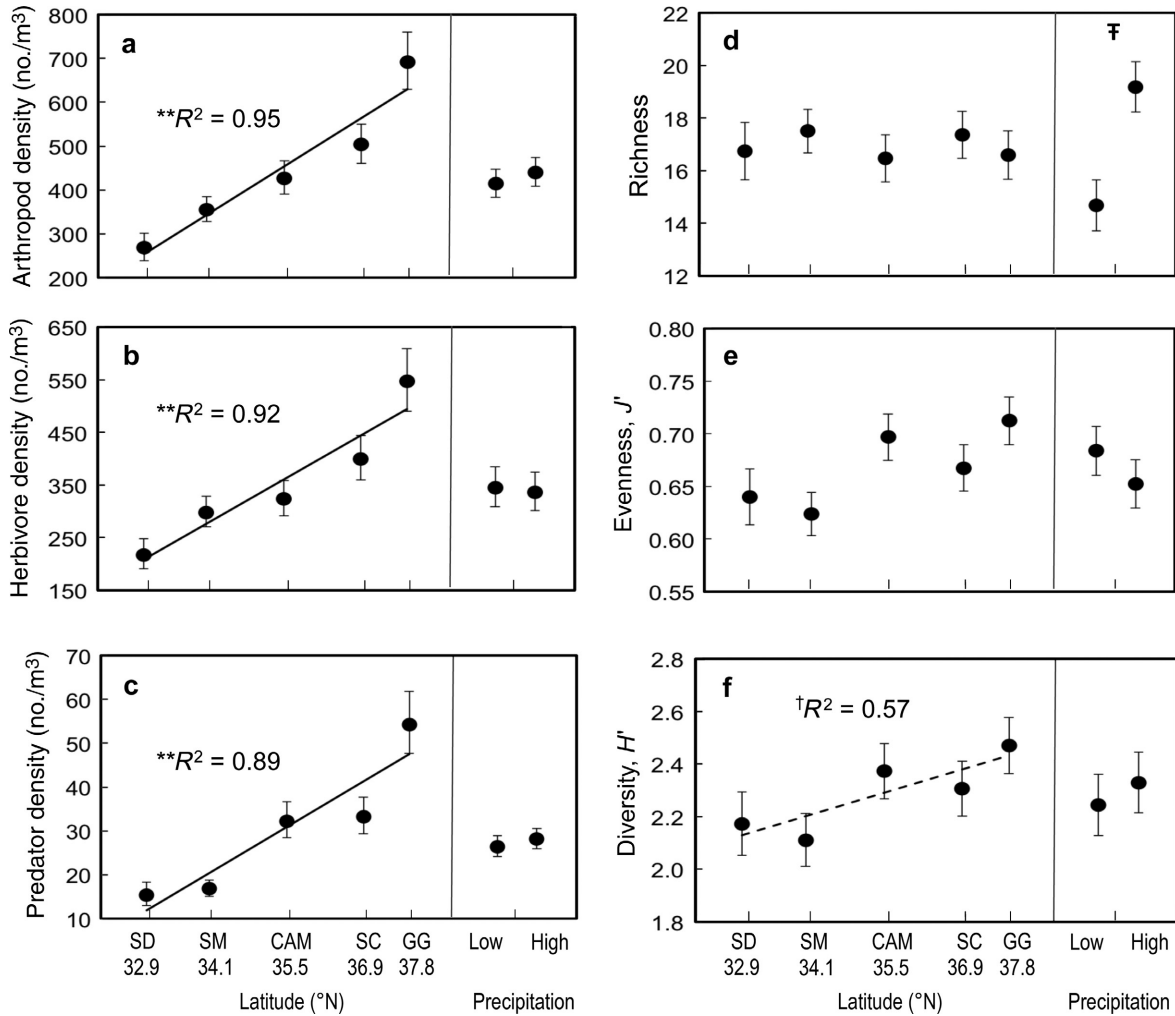 Arthropod density (no./m³)
800
700
600
500
400
300
200
a
**R² = 0.95
Herbivore density (no./m³)
650
550
450
350
250
150
b
**R² = 0.92
Predator density (no./m³)
70
60
50
40
30
20
10
c
**R² = 0.89
SD SM CAM SC GG Low High
32.9 34.1 35.5 36.9 37.8
Latitude (°N) Precipitation
Richness
22
20
18
16
14
12
d
Ŧ
Evenness, J'
0.80
0.75
0.70
0.65
0.60
0.55
e
Diversity, H'
2.8
2.6
2.4
2.2
2.0
1.8
f
†R² = 0.57
SD SM CAM SC GG Low High
32.9 34.1 35.5 36.9 37.8
Latitude (°N) Precipitation